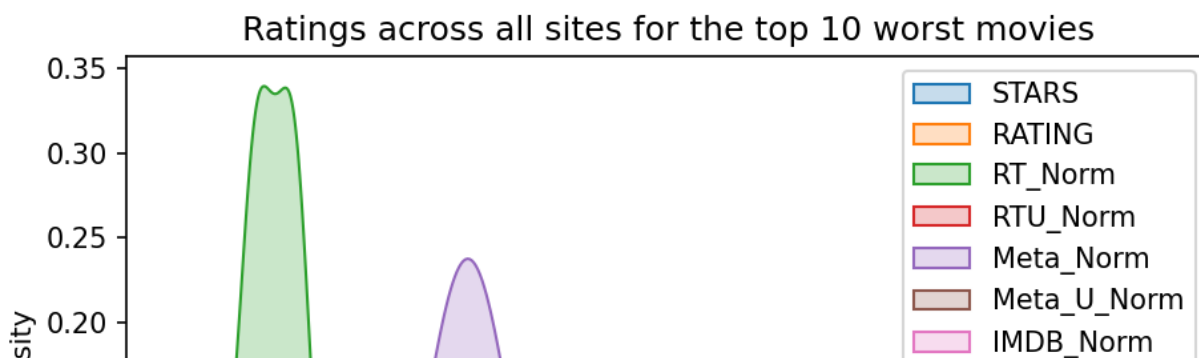 Ratings across all sites for the top 10 worst movies
0.35
0.30
0.25
0.20
STARS
RATING
RT_Norm
RTU_Norm
Meta_Norm
Meta_U_Norm
IMDB_Norm